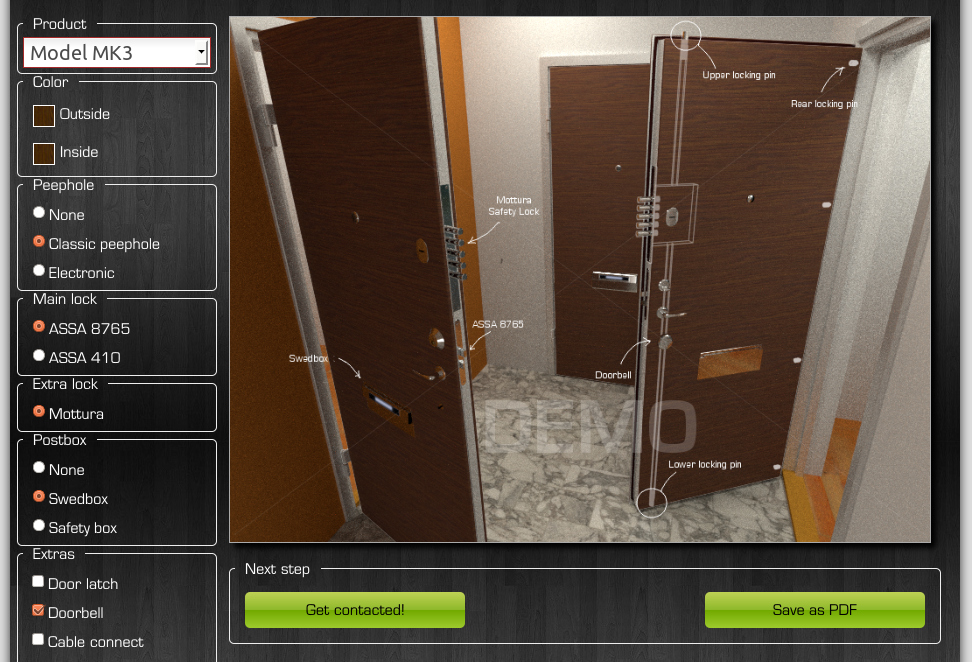 Product
Model MK3
Color
Outside
Inside
Peephole
None
Classic peephole
Electronic
Main lock
ASSA 8765
ASSA 410
Extra lock
Mottura
Postbox
None
Swedbox
Safety box
Extras
Door latch
Doorbell
Cable connect
Upper locking pin
Rear locking pin
Mottura
Safety Lock
ASSA 8765
Swedbox
Doorbell
DEMO
Lower locking pin
Next step
Get contacted!
Save as PDF